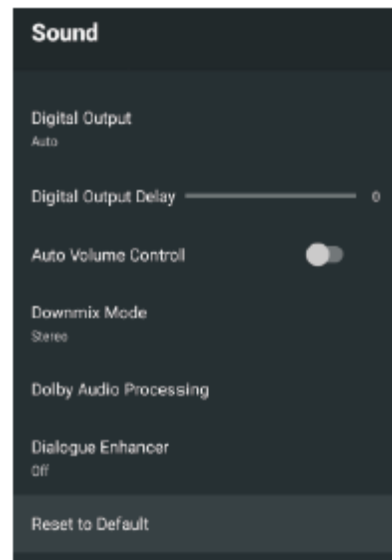 Sound
Digital Output
Auto
Digital Output Delay 0
Auto Volume Controll
Downmix Mode
Stereo
Dolby Audio Processing
Dialogue Enhancer
Off
Reset to Default